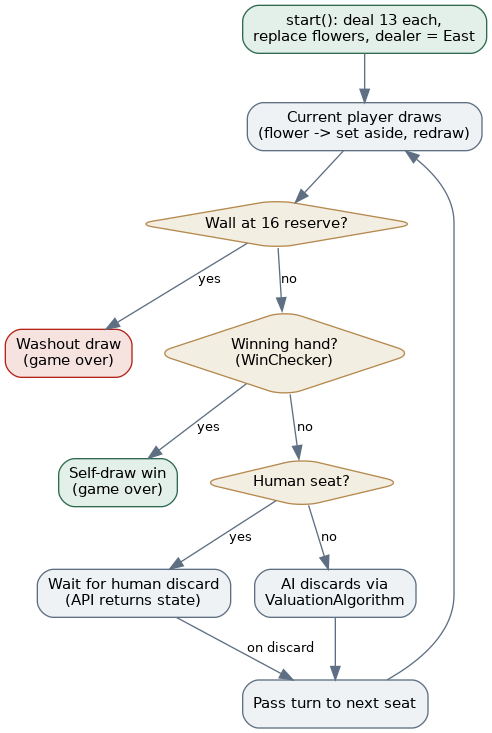 start(): deal 13 each,
replace flowers, dealer = East
Current player draws
(flower -> set aside, redraw)
Wall at 16 reserve?
yes
no
Washout draw
(game over)
Winning hand?
(WinChecker)
yes
no
Self-draw win
(game over)
Human seat?
yes
no
Wait for human discard
(API returns state)
AI discards via
ValuationAlgorithm
on discard
Pass turn to next seat